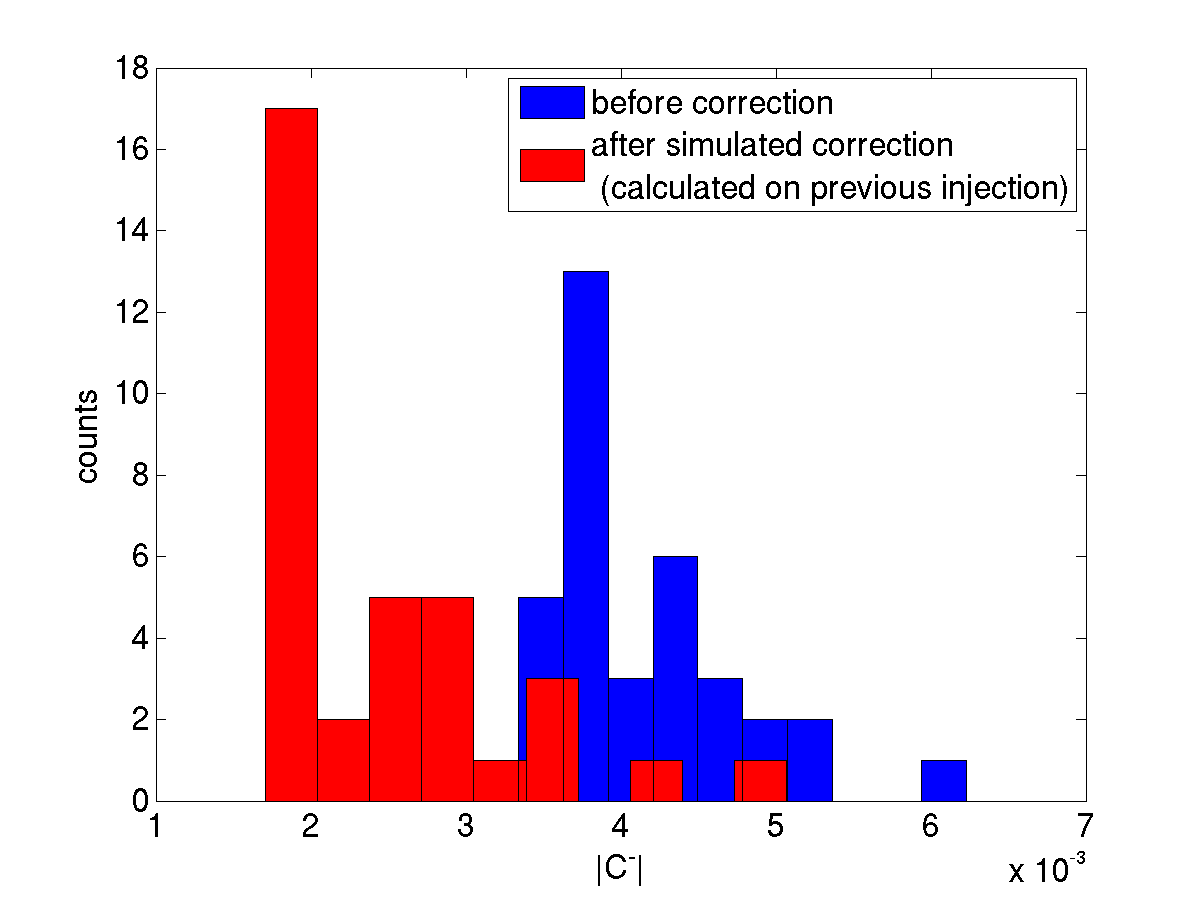 18
16
14
12
10
8
6
4
2
0
counts
before correction
after simulated correction
(calculated on previous injection)
1 2 3 4 5 6 7
|C⁻|
x 10⁻³